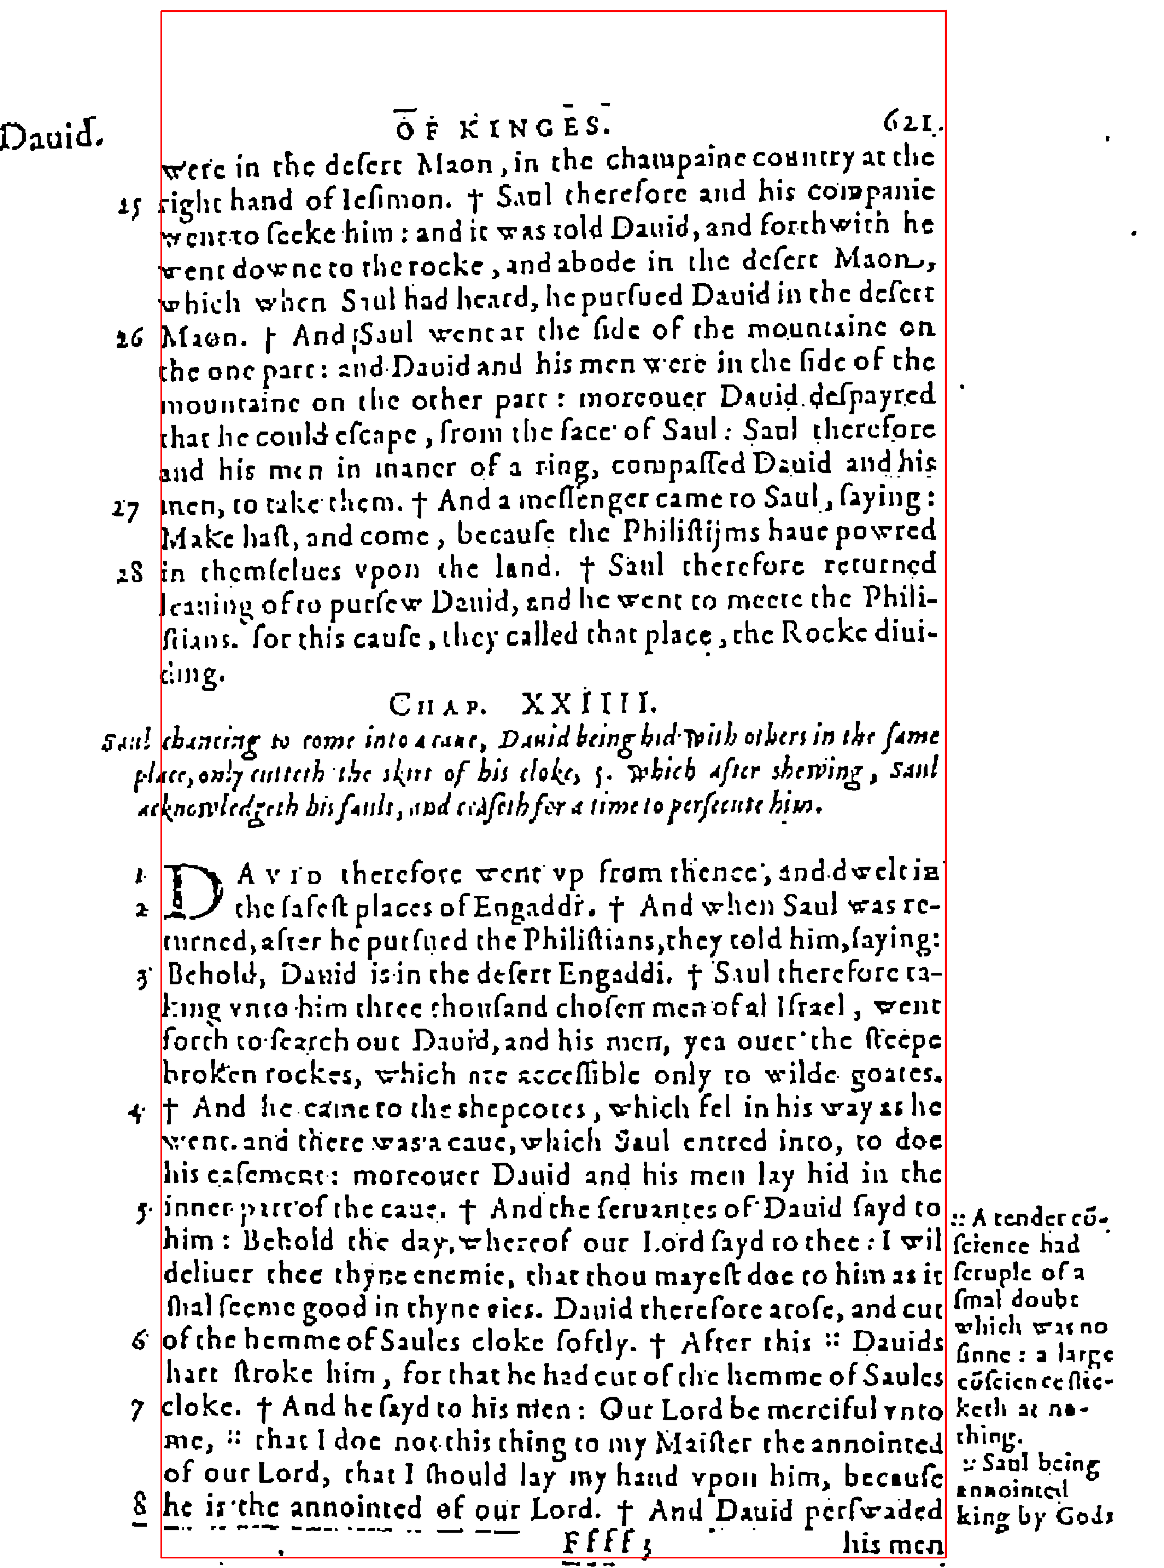 Dauid.
OF KINGES.
621.
were in the desert Maon, in the champaine country at the
25 right hand of Iesimon. † Saul therefore and his companie
went to seeke him: and it was told Dauid, and forthwith he
went downe to the rocke, and abode in the desert Maon,
which when Saul had heard, he pursued Dauid in the desert
26 Maon. † And Saul went at the side of the mountaine on
the one part: and Dauid and his men were in the side of the
mountaine on the other part: moreouer Dauid despayred
that he could escape, from the face of Saul: Saul therefore
and his men in maner of a ring, compassed Dauid and his
27 men, to take them. † And a messenger came to Saul, saying:
Make hast, and come, because the Philistijms haue powred
28 in themselues vpon the land. † Saul therefore returned
leauing of to pursew Dauid, and he went to meete the Phili-
stians. for this cause, they called that place, the Rocke diui-
ding.
CHAP. XXIIII.
Saul chancing to come into a caue, Dauid being hid with others in the same
place, only cutteth the skirt of his cloke, 5. which after shewing, Saul
acknowledgeth his fault, and ceaseth for a time to persecute him.
1 DAVID therefore went vp from thence, and dwelt in
2 the safest places of Engaddi. † And when Saul was re-
turned, after he pursued the Philistians, they told him, saying:
3 Behold, Dauid is in the desert Engaddi. † Saul therefore ta-
king vnto him three thousand chosen men of al Israel, went
forth to search out Dauid, and his men, yea ouer the steepe
broken rockes, which are accessible only to wilde goates.
4 † And he came to the shepcotes, which fel in his way as he
went. and there was a caue, which Saul entred into, to doe
his easement: moreouer Dauid and his men lay hid in the
5 inner part of the caue. † And the seruantes of Dauid sayd to
him: Behold the day, whereof our Lord sayd to thee: I wil
deliuer thee thyne enemie, that thou mayest doe to him as it
shal seeme good in thyne eies. Dauid therefore arose, and cut
6 of the hemme of Saules cloke softly. † After this :: Dauids
hart stroke him, for that he had cut of the hemme of Saules
7 cloke. † And he sayd to his men: Our Lord be merciful vnto
me, :: that I doe not this thing to my Maister the annointed
of our Lord, that I should lay my hand vpon him, because
8 he is the annointed of our Lord. † And Dauid perswaded
Ffff 3
his men
:: A tender cō-
science had
scruple of a
smal doubt
which was no
sinne: a large
cōscience stic-
keth at no-
thing.
:: Saul being
annointed
king by Gods